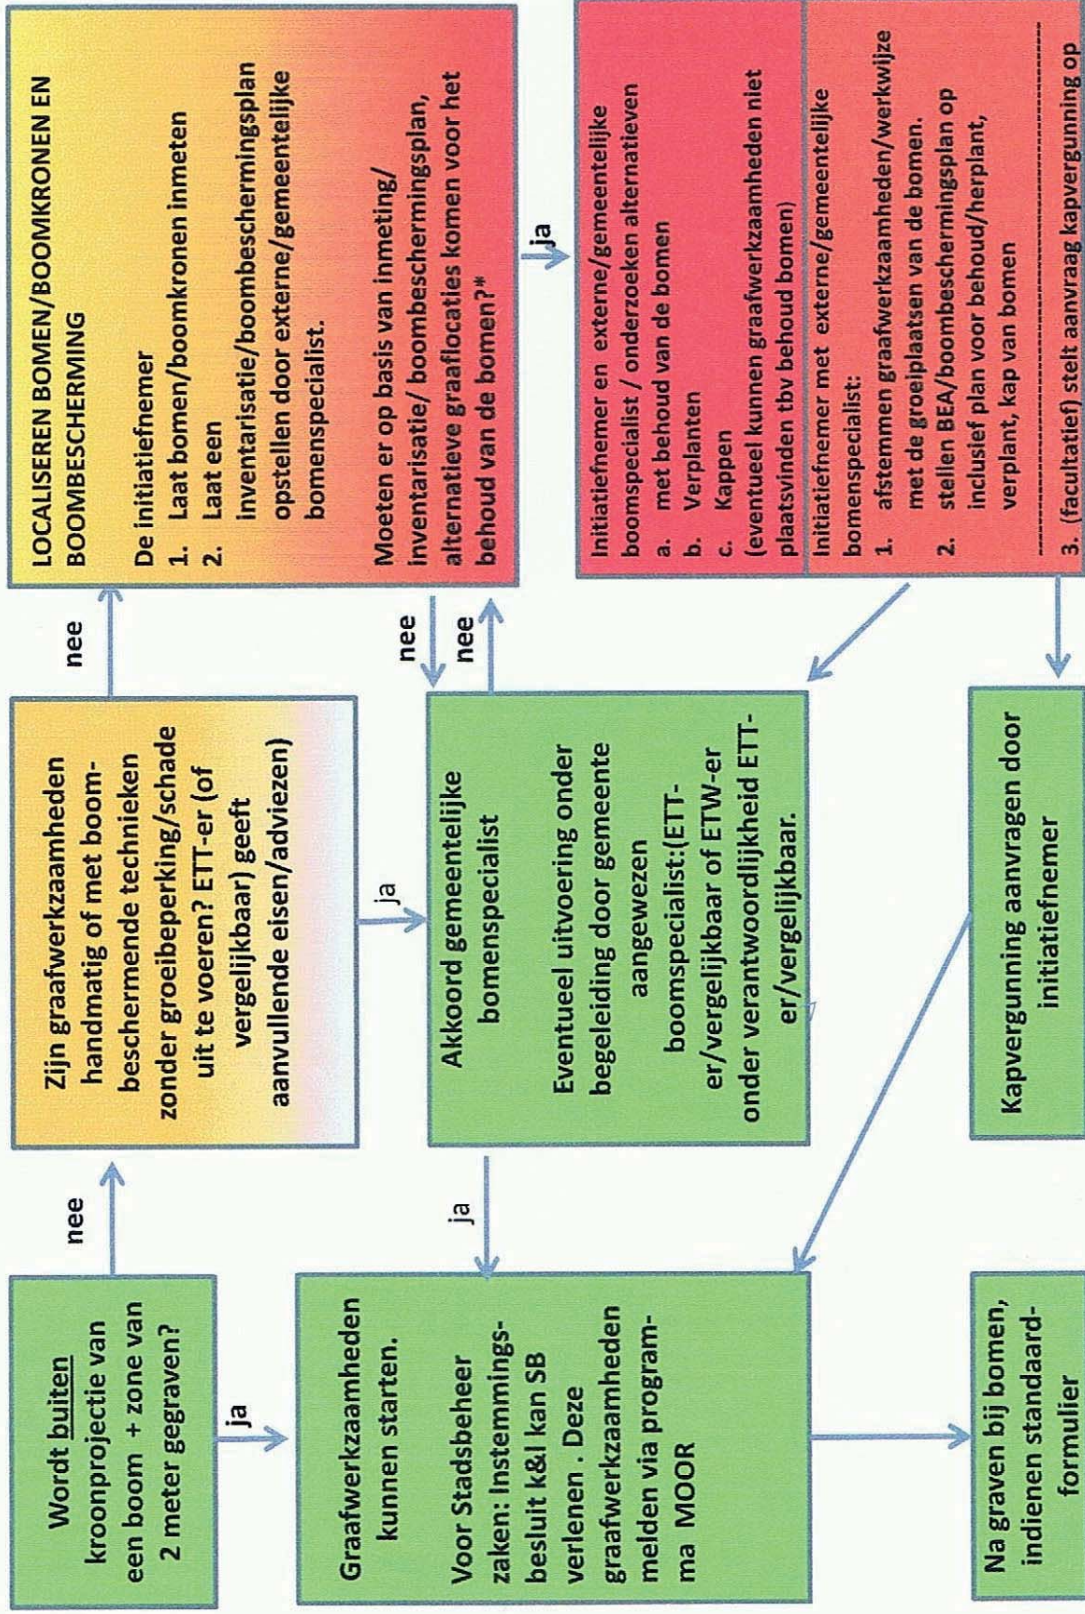 Wordt buiten
kroonprojectie van
een boom + zone van
2 meter gegraven?
nee
ja
Zijn graafwerkzaamheden
handmatig of met boom-
beschermende technieken
zonder groeibeperking/schade
uit te voeren? ETT-er (of
vergelijkbaar) geeft
aanvullende eisen/adviezen)
nee
ja
LOCALISEREN BOMEN/BOOMKRONEN EN
BOOMBESCHERMING
De initiatiefnemer
1. Laat bomen/boomkronen inmeten
2. Laat een
inventarisatie/boombeschermingsplan
opstellen door externe/gemeentelijke
bomenspecialist.
Moeten er op basis van inmeting/
inventarisatie/ boombeschermingsplan,
alternatieve graaflocaties komen voor het
behoud van de bomen?*
nee
nee
ja
Graafwerkzaamheden
kunnen starten.
Voor Stadsbeheer
zaken: Instemmings-
besluit k&l kan SB
verlenen . Deze
graafwerkzaamheden
melden via program-
ma MOOR
ja
Akkoord gemeentelijke
bomenspecialist
Eventueel uitvoering onder
begeleiding door gemeente
aangewezen
boomspecialist:(ETT-
er/vergelijkbaar of ETW-er
onder verantwoordelijkheid ETT-
er/vergelijkbaar.
Initiatiefnemer en externe/gemeentelijke
boomspecialist / onderzoeken alternatieven
a. met behoud van de bomen
b. Verplanten
c. Kappen
(eventueel kunnen graafwerkzaamheden niet
plaatsvinden tbv behoud bomen)
Initiatiefnemer met externe/gemeentelijke
bomenspecialist:
1. afstemmen graafwerkzaamheden/werkwijze
met de groeiplaatsen van de bomen.
2. stellen BEA/boombeschermingsplan op
inclusief plan voor behoud/herplant,
verplant, kap van bomen
3. (facultatief) stelt aanvraag kapvergunning op
Na graven bij bomen,
indienen standaard-
formulier
Kapvergunning aanvragen door
initiatiefnemer